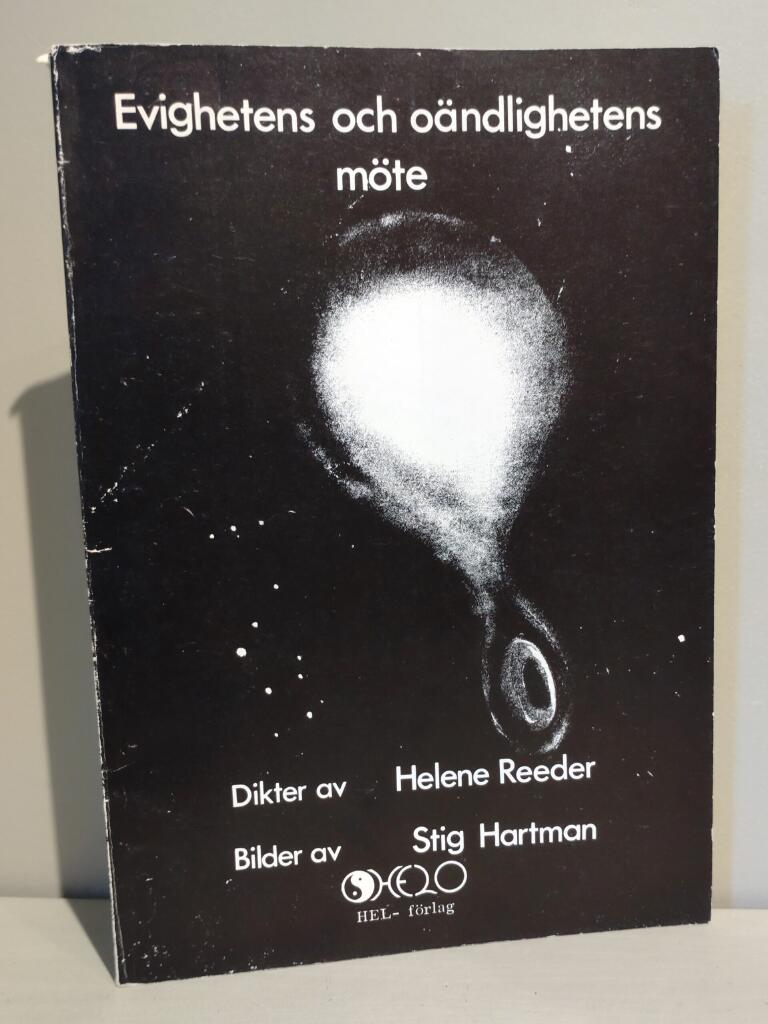 Evighetens och oändlighetens
möte
Dikter av Helene Reeder
Bilder av Stig Hartman
HEL- förlag